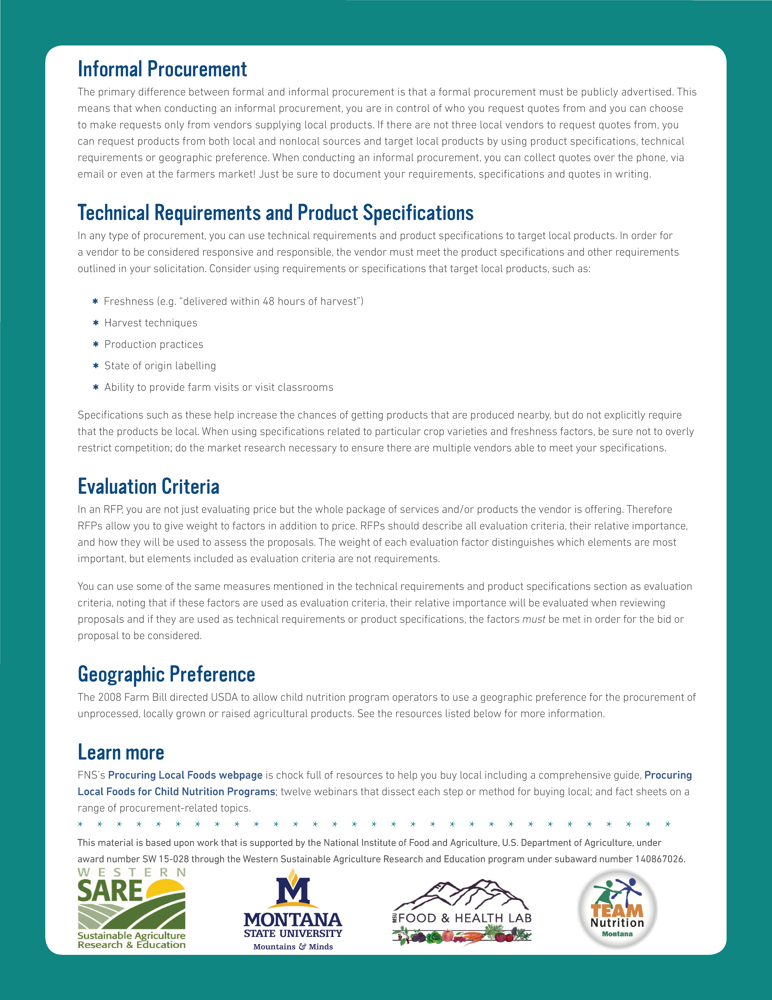 Informal Procurement
The primary difference between formal and informal procurement is that a formal procurement must be publicly advertised. This
means that when conducting an informal procurement, you are in control of who you request quotes from and you can choose
to make requests only from vendors supplying local products. If there are not three local vendors to request quotes from, you
can request products from both local and nonlocal sources and target local products by using product specifications, technical
requirements or geographic preference. When conducting an informal procurement, you can collect quotes over the phone, via
email or even at the farmers market! Just be sure to document your requirements, specifications and quotes in writing.
Technical Requirements and Product Specifications
In any type of procurement, you can use technical requirements and product specifications to target local products. In order for
a vendor to be considered responsive and responsible, the vendor must meet the product specifications and other requirements
outlined in your solicitation. Consider using requirements or specifications that target local products, such as:
* Freshness (e.g. “delivered within 48 hours of harvest”)
* Harvest techniques
* Production practices
* State of origin labelling
* Ability to provide farm visits or visit classrooms
Specifications such as these help increase the chances of getting products that are produced nearby, but do not explicitly require
that the products be local. When using specifications related to particular crop varieties and freshness factors, be sure not to overly
restrict competition; do the market research necessary to ensure there are multiple vendors able to meet your specifications.
Evaluation Criteria
In an RFP, you are not just evaluating price but the whole package of services and/or products the vendor is offering. Therefore
RFPs allow you to give weight to factors in addition to price. RFPs should describe all evaluation criteria, their relative importance,
and how they will be used to assess the proposals. The weight of each evaluation factor distinguishes which elements are most
important, but elements included as evaluation criteria are not requirements.
You can use some of the same measures mentioned in the technical requirements and product specifications section as evaluation
criteria, noting that if these factors are used as evaluation criteria, their relative importance will be evaluated when reviewing
proposals and if they are used as technical requirements or product specifications, the factors must be met in order for the bid or
proposal to be considered.
Geographic Preference
The 2008 Farm Bill directed USDA to allow child nutrition program operators to use a geographic preference for the procurement of
unprocessed, locally grown or raised agricultural products. See the resources listed below for more information.
Learn more
FNS’s Procuring Local Foods webpage is chock full of resources to help you buy local including a comprehensive guide, Procuring
Local Foods for Child Nutrition Programs; twelve webinars that dissect each step or method for buying local; and fact sheets on a
range of procurement-related topics.
This material is based upon work that is supported by the National Institute of Food and Agriculture, U.S. Department of Agriculture, under
award number SW 15-028 through the Western Sustainable Agriculture Research and Education program under subaward number 140867026.
WESTERN
SARE
Sustainable Agriculture
Research & Education
M
MONTANA
STATE UNIVERSITY
Mountains & Minds
MSU FOOD & HEALTH LAB
TEAM
Nutrition
Montana